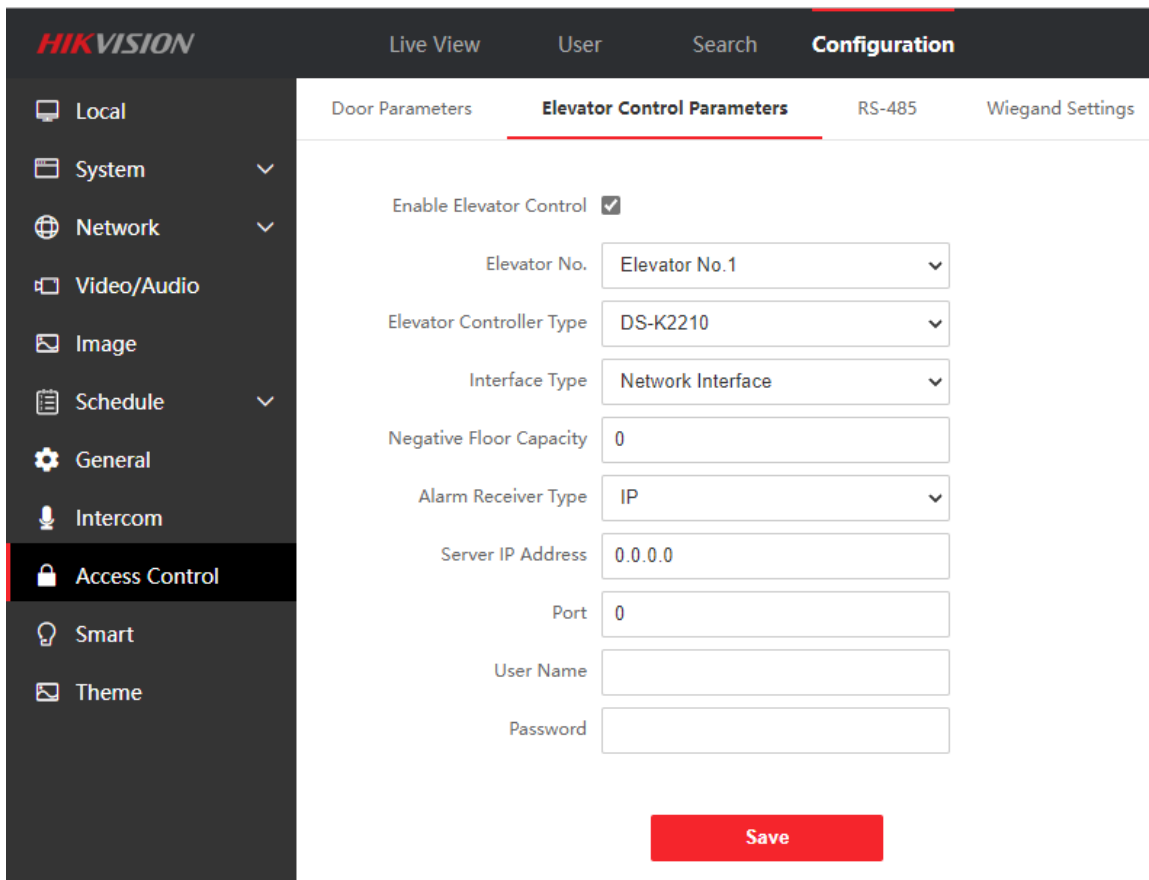 HIKVISION Live View User Search Configuration
Local
System
Network
Video/Audio
Image
Schedule
General
Intercom
Access Control
Smart
Theme
Door Parameters Elevator Control Parameters RS-485 Wiegand Settings
Enable Elevator Control
Elevator No. Elevator No.1
Elevator Controller Type DS-K2210
Interface Type Network Interface
Negative Floor Capacity 0
Alarm Receiver Type IP
Server IP Address 0.0.0.0
Port 0
User Name
Password
Save